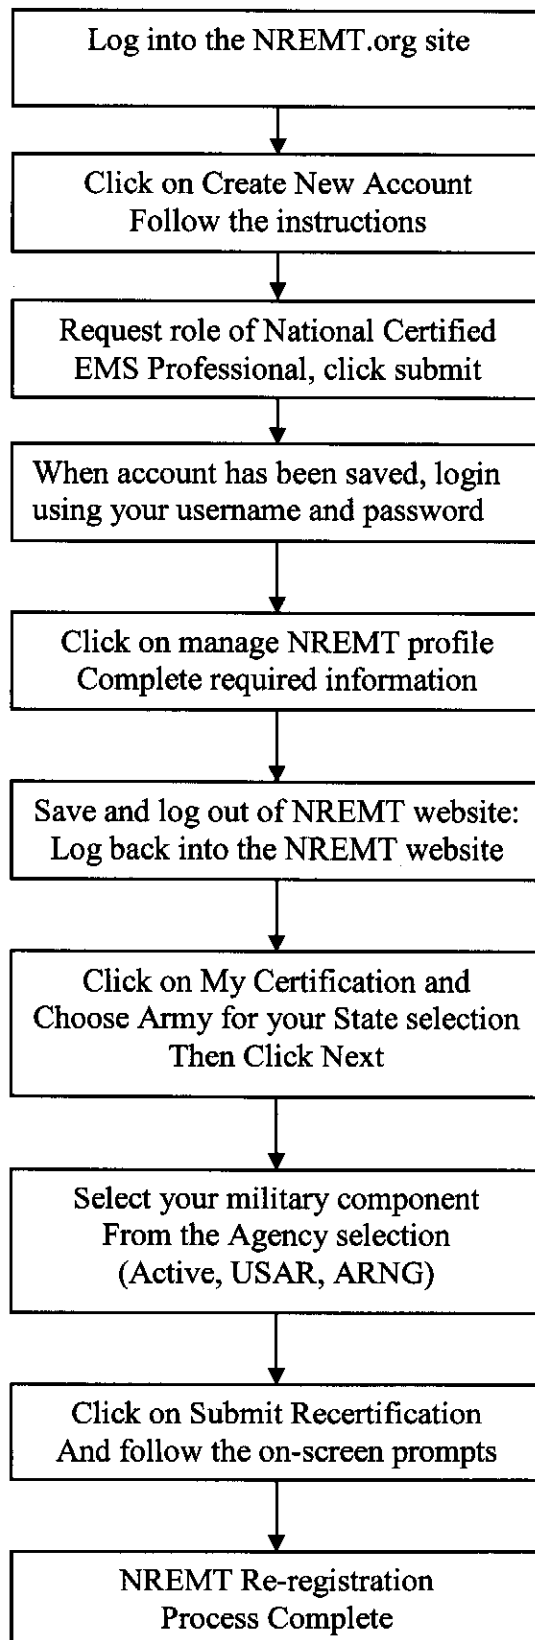 Log into the NREMT.org site
Click on Create New Account
Follow the instructions
Request role of National Certified
EMS Professional, click submit
When account has been saved, login
using your username and password
Click on manage NREMT profile
Complete required information
Save and log out of NREMT website:
Log back into the NREMT website
Click on My Certification and
Choose Army for your State selection
Then Click Next
Select your military component
From the Agency selection
(Active, USAR, ARNG)
Click on Submit Recertification
And follow the on-screen prompts
NREMT Re-registration
Process Complete